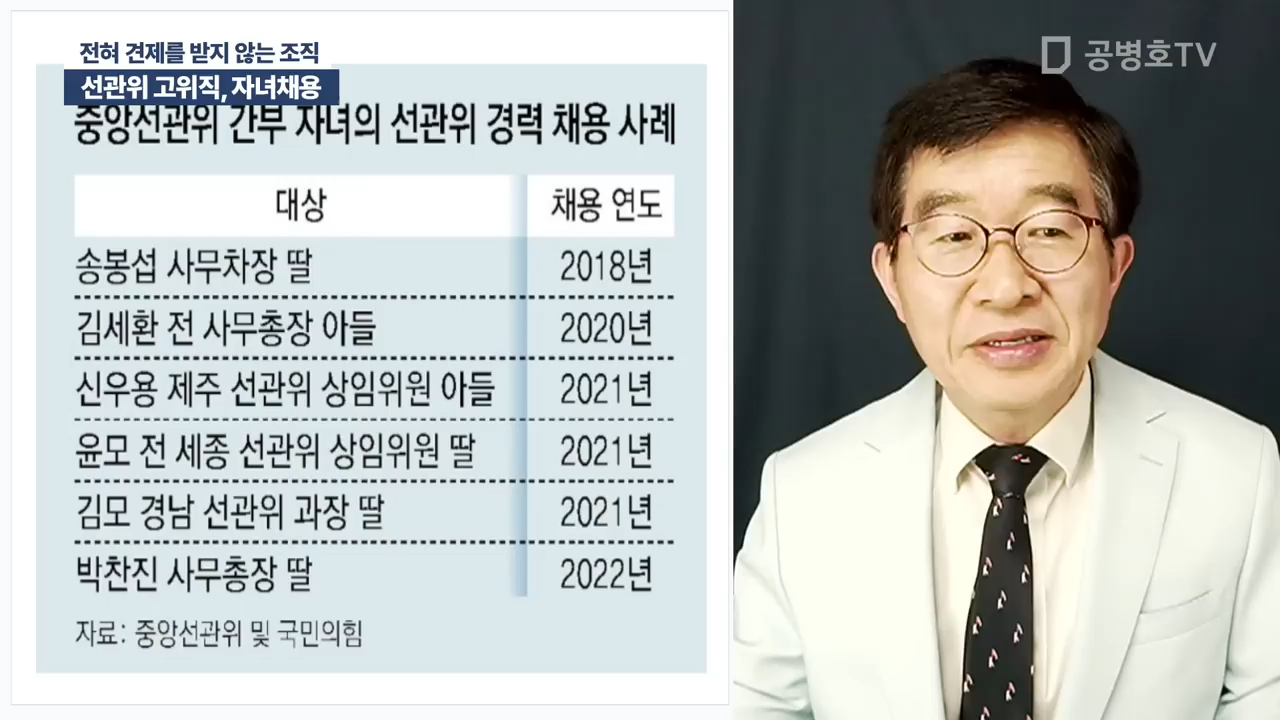 전혀 견제를 받지 않는 조직
선관위 고위직, 자녀채용
공병호TV
중앙선관위 간부 자녀의 선관위 경력 채용 사례
대상 채용 연도
송봉섭 사무차장 딸 2018년
김세환 전 사무총장 아들 2020년
신우용 제주 선관위 상임위원 아들 2021년
윤모 전 세종 선관위 상임위원 딸 2021년
김모 경남 선관위 과장 딸 2021년
박찬진 사무총장 딸 2022년
자료: 중앙선관위 및 국민의힘